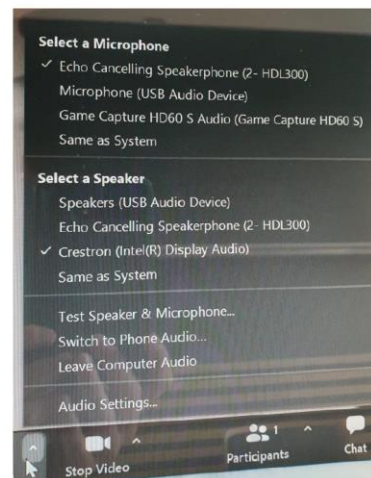 Select a Microphone
✓ Echo Cancelling Speakerphone (2- HDL300)
Microphone (USB Audio Device)
Game Capture HD60 S Audio (Game Capture HD60 S)
Same as System
Select a Speaker
Speakers (USB Audio Device)
Echo Cancelling Speakerphone (2- HDL300)
✓ Crestron (Intel(R) Display Audio)
Same as System
Test Speaker & Microphone...
Switch to Phone Audio...
Leave Computer Audio
Audio Settings...
1
Stop Video
Participants
Chat